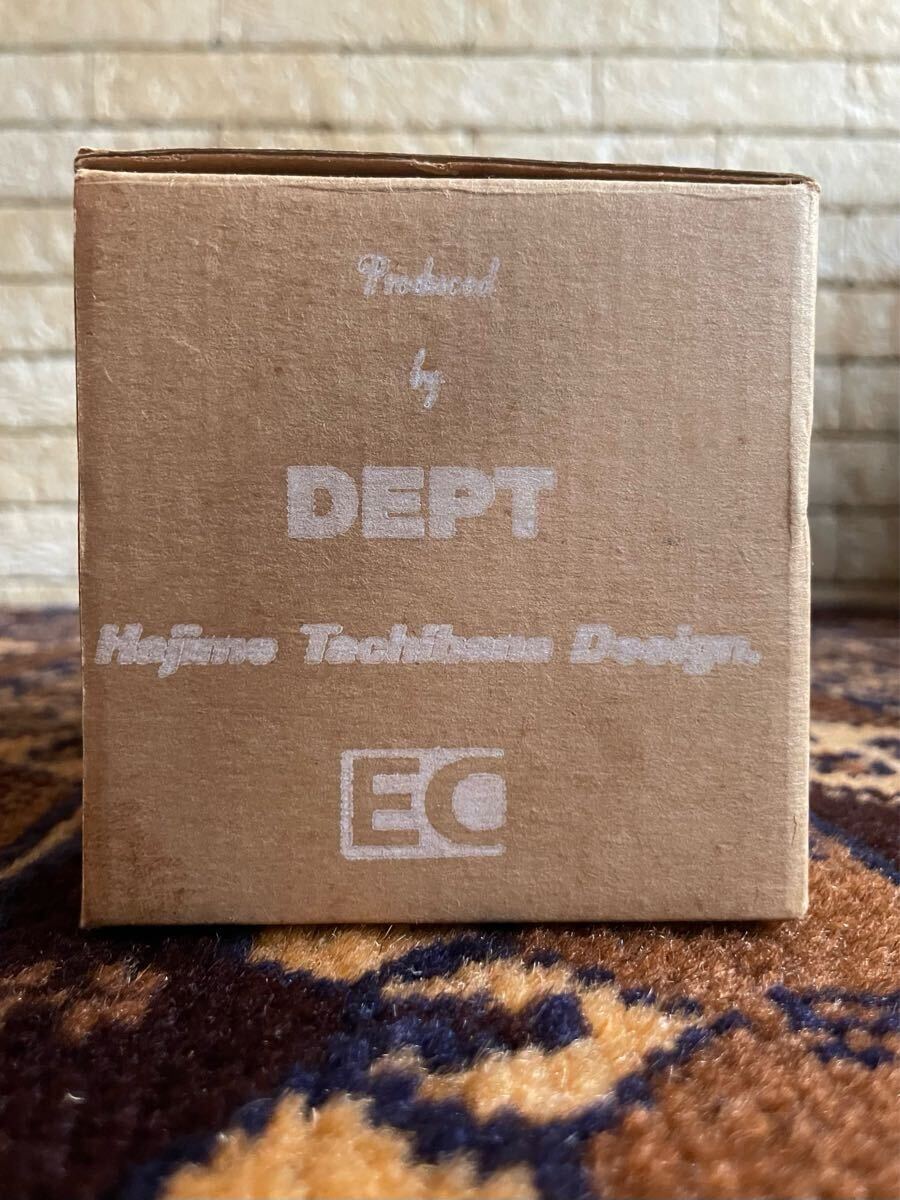 Produced
by
DEPT
Hajime Tachibana Design.
EC